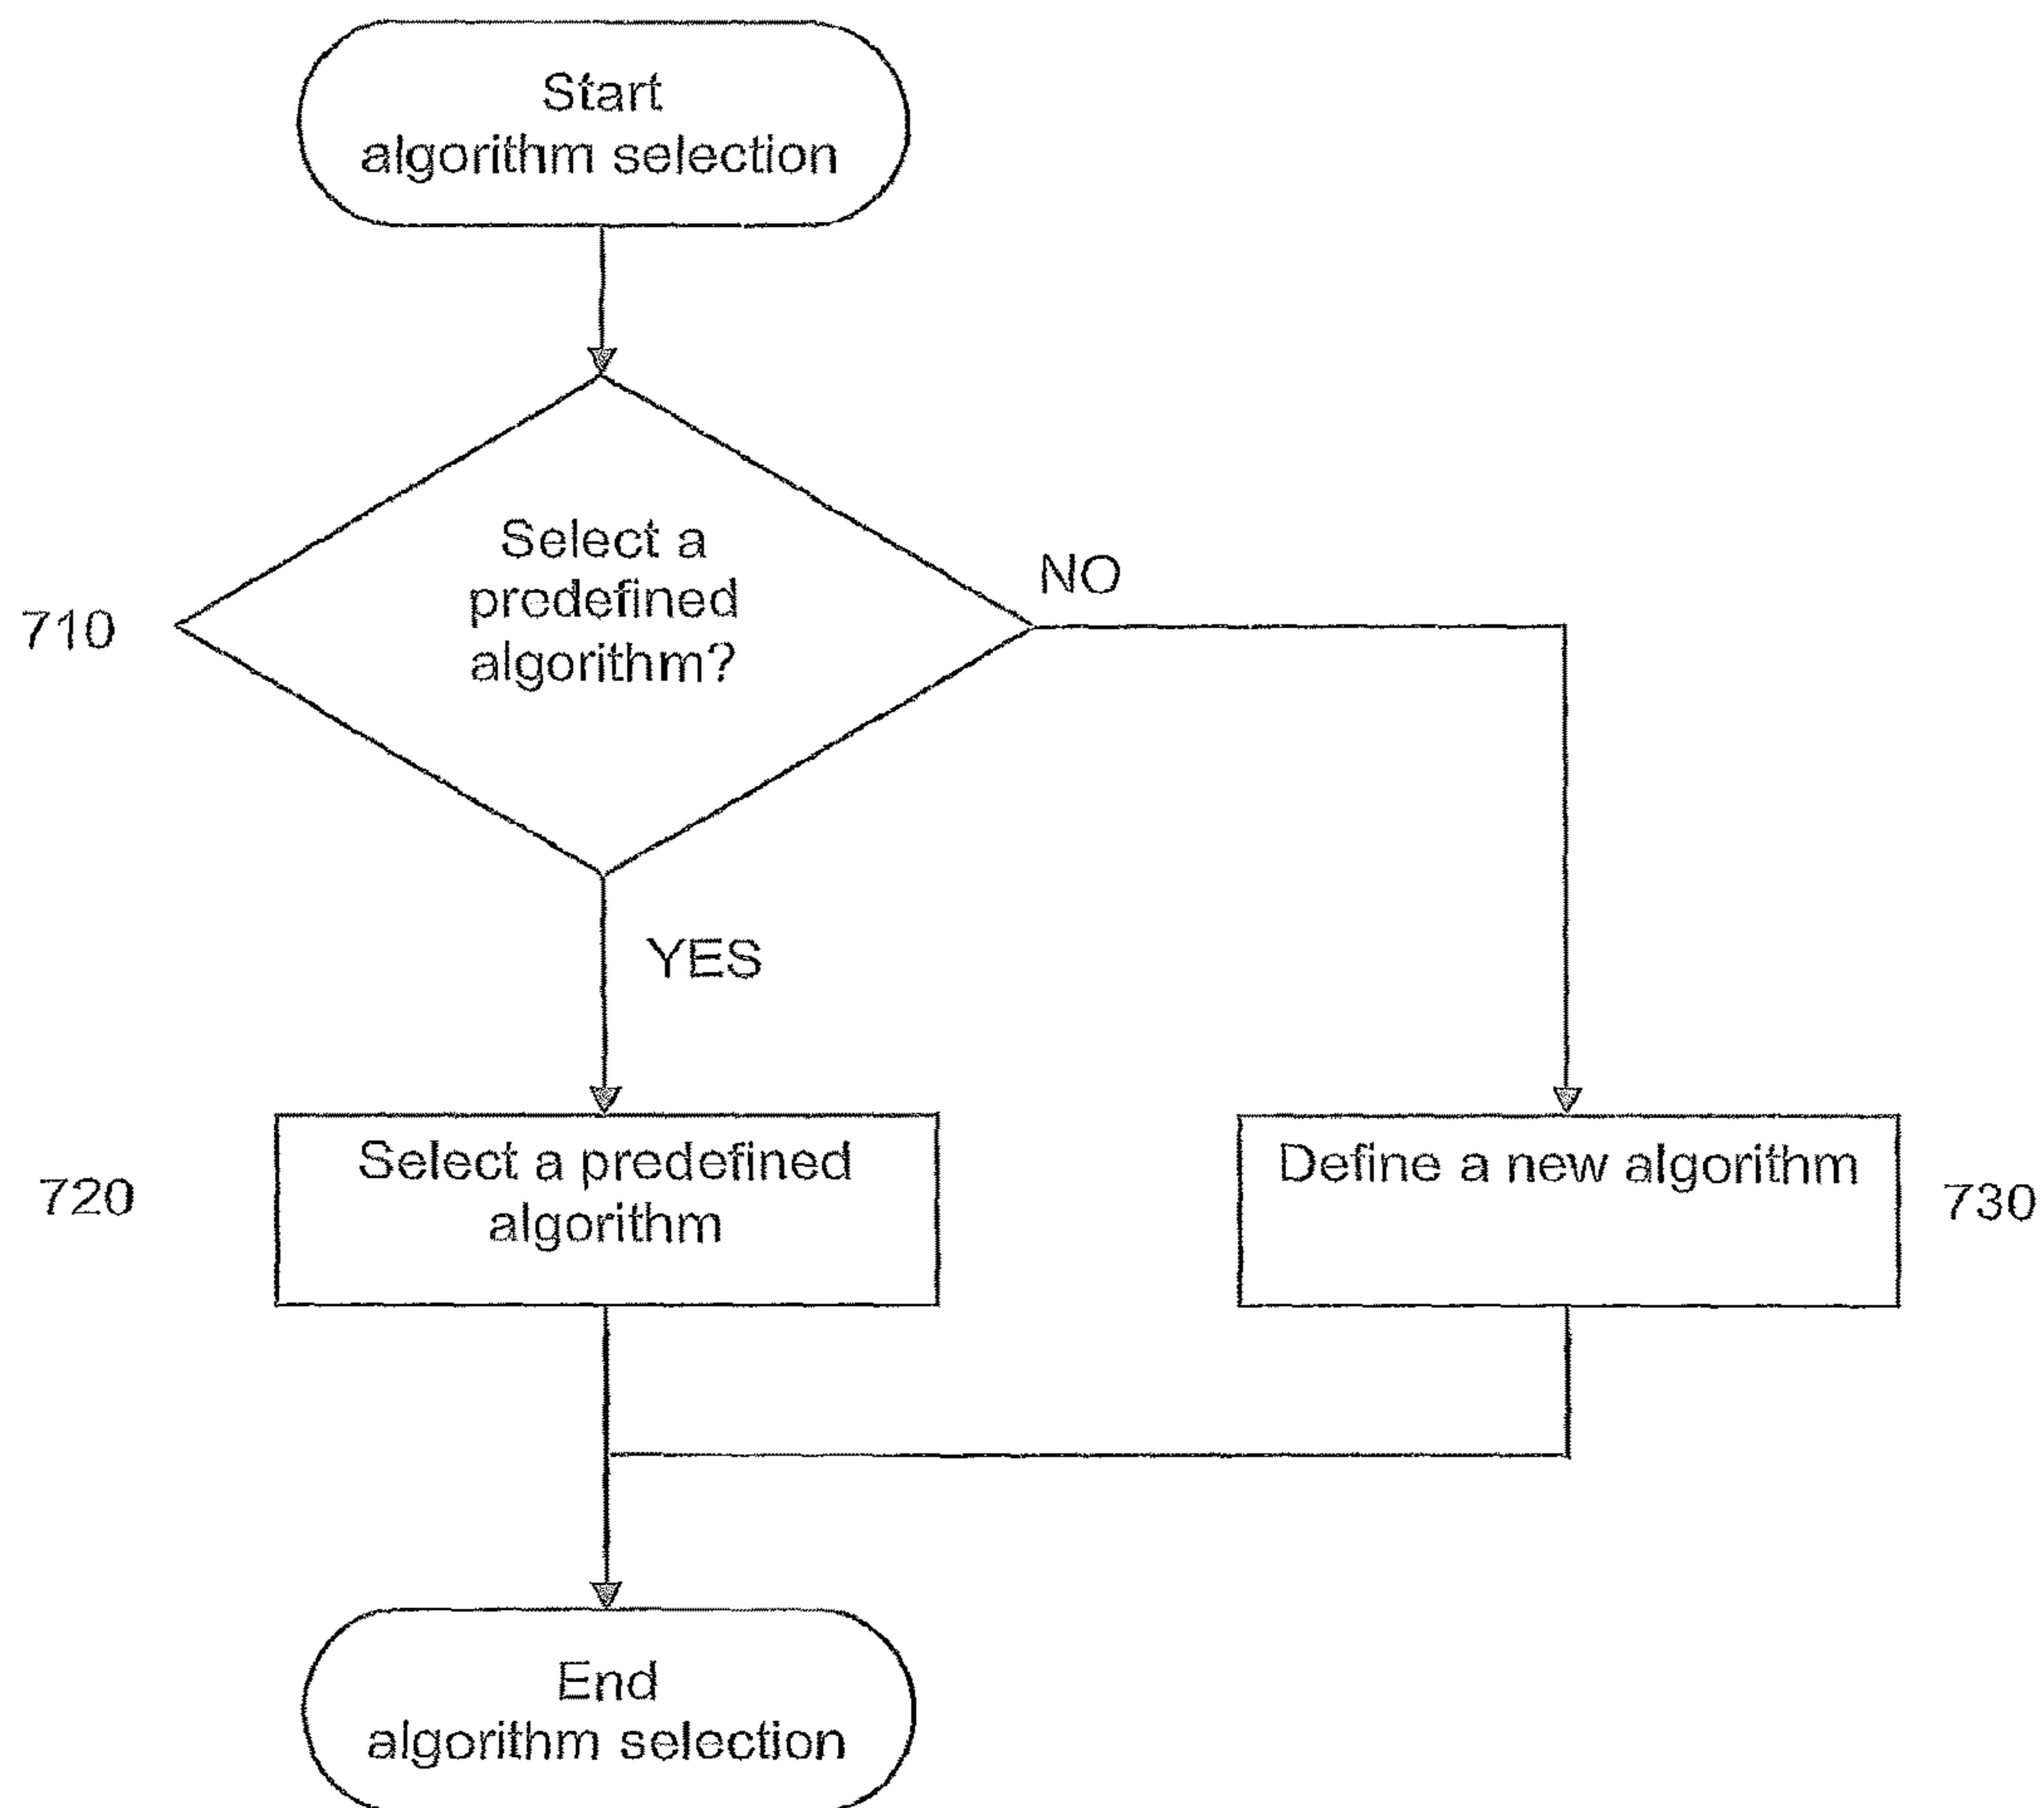 Start
algorithm selection
Select a
predefined
algorithm?
NO
710
YES
Select a predefined
algorithm
720
Define a new algorithm
730
End
algorithm selection